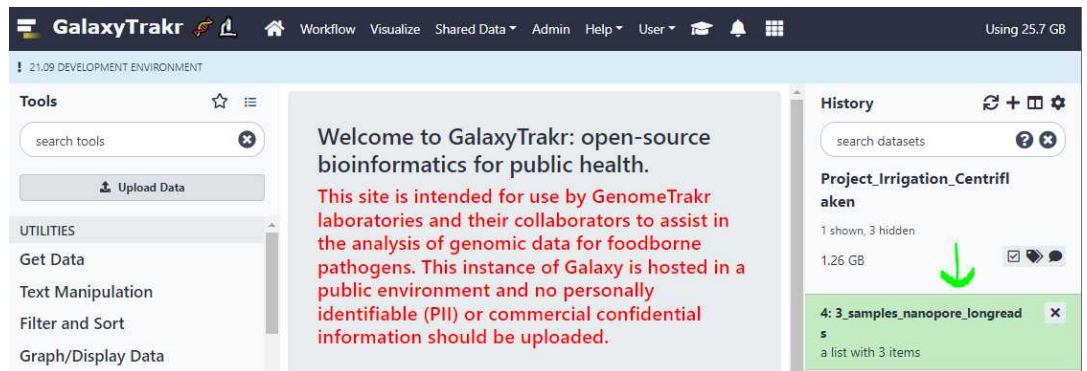 GalaxyTrakr Workflow Visualize Shared Data Admin Help User Using 25.7 GB
! 21.09 DEVELOPMENT ENVIRONMENT
Tools
search tools
Upload Data
UTILITIES
Get Data
Text Manipulation
Filter and Sort
Graph/Display Data
Welcome to GalaxyTrakr: open-source
bioinformatics for public health.
This site is intended for use by GenomeTrakr
laboratories and their collaborators to assist in
the analysis of genomic data for foodborne
pathogens. This instance of Galaxy is hosted in a
public environment and no personally
identifiable (PII) or commercial confidential
information should be uploaded.
History
search datasets
Project_Irrigation_Centrifl
aken
1 shown, 3 hidden
1.26 GB
4: 3_samples_nanopore_longread
s
a list with 3 items